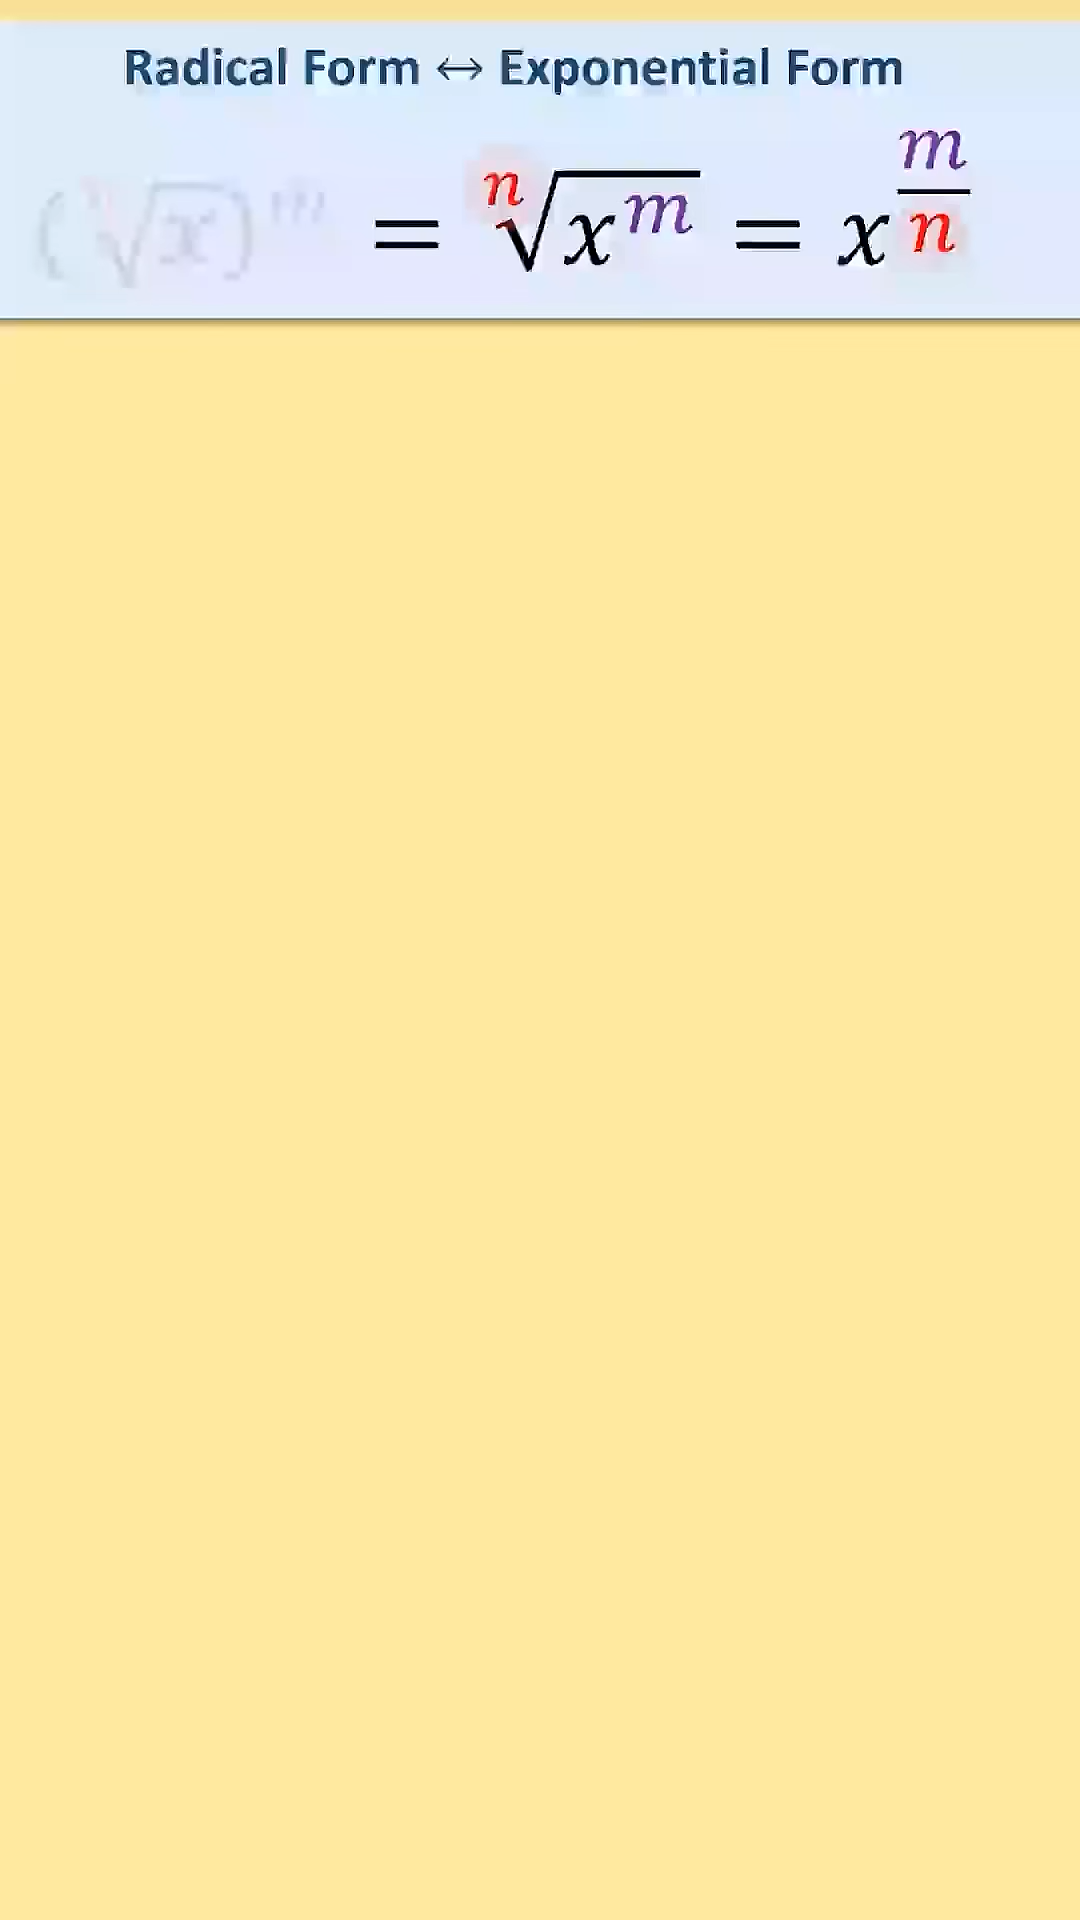 Radical Form ↔ Exponential Form
(ⁿ√x)ᵐ = ⁿ√xᵐ = x^(m/n)